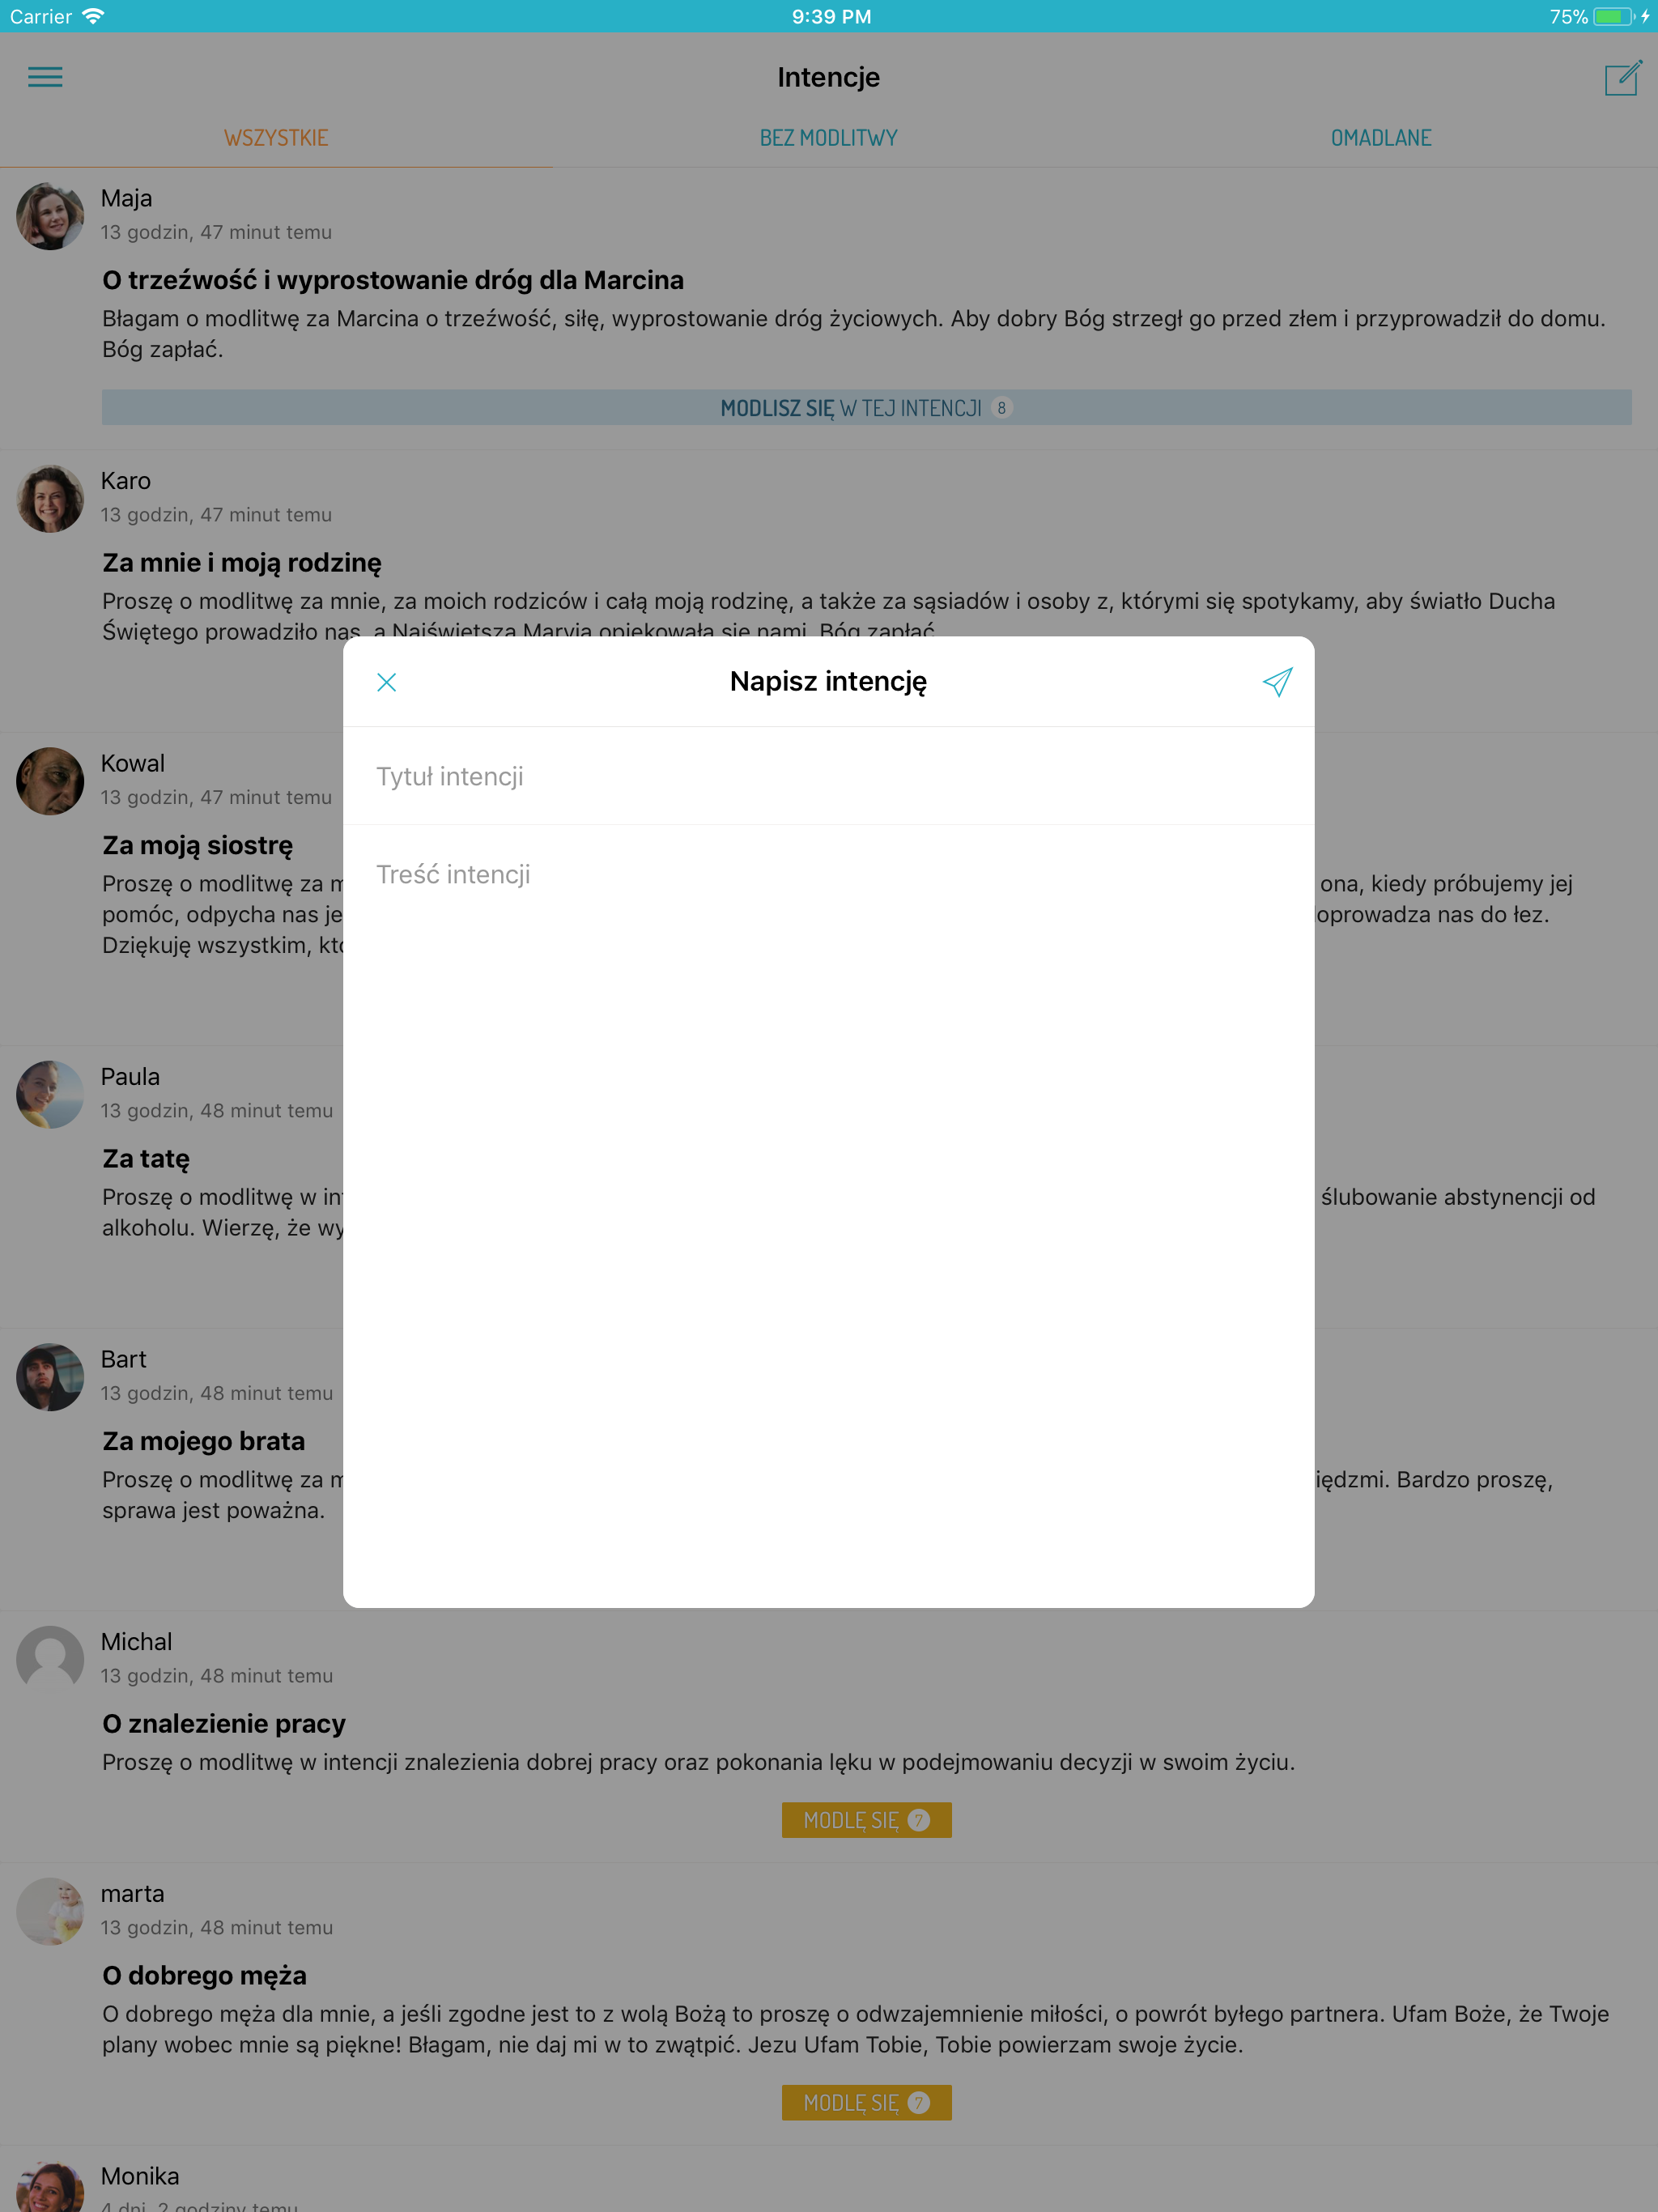 Carrier 9:39 PM 75%
Intencje
WSZYSTKIE BEZ MODLITWY OMADLANE
Maja
13 godzin, 47 minut temu
O trzeźwość i wyprostowanie dróg dla Marcina
Błagam o modlitwę za Marcina o trzeźwość, siłę, wyprostowanie dróg życiowych. Aby dobry Bóg strzegł go przed złem i przyprowadził do domu.
Bóg zapłać.
MODLISZ SIĘ W TEJ INTENCJI 8
Karo
13 godzin, 47 minut temu
Za mnie i moją rodzinę
Proszę o modlitwę za mnie, za moich rodziców i całą moją rodzinę, a także za sąsiadów i osoby z, którymi się spotykamy, aby światło Ducha
Świętego prowadziło nas, a Najświętsza Maryja opiekowała się nami. Bóg zapłać.
Napisz intencję
Tytuł intencji
Treść intencji
Kowal
13 godzin, 47 minut temu
Za moją siostrę
Proszę o modlitwę za ona, kiedy próbujemy jej
pomóc, odpycha nas nas do łez.
Dziękuję wszystkim,
Paula
13 godzin, 48 minut temu
Za tatę
Proszę o modlitwę w ślubowanie abstynencji od
alkoholu. Wierzę, że
Bart
13 godzin, 48 minut temu
Za mojego brata
Proszę o modlitwę za Bardzo proszę,
sprawa jest poważna.
Michal
13 godzin, 48 minut temu
O znalezienie pracy
Proszę o modlitwę w intencji znalezienia dobrej pracy oraz pokonania lęku w podejmowaniu decyzji w swoim życiu.
MODLĘ SIĘ 7
marta
13 godzin, 48 minut temu
O dobrego męża
O dobrego męża dla mnie, a jeśli zgodne jest to z wolą Bożą to proszę o odwzajemnienie miłości, o powrót byłego partnera. Ufam Boże, że Twoje
plany wobec mnie są piękne! Błagam, nie daj mi w to zwątpić. Jezu Ufam Tobie, Tobie powierzam swoje życie.
MODLĘ SIĘ 7
Monika
4 dni, 2 godziny temu